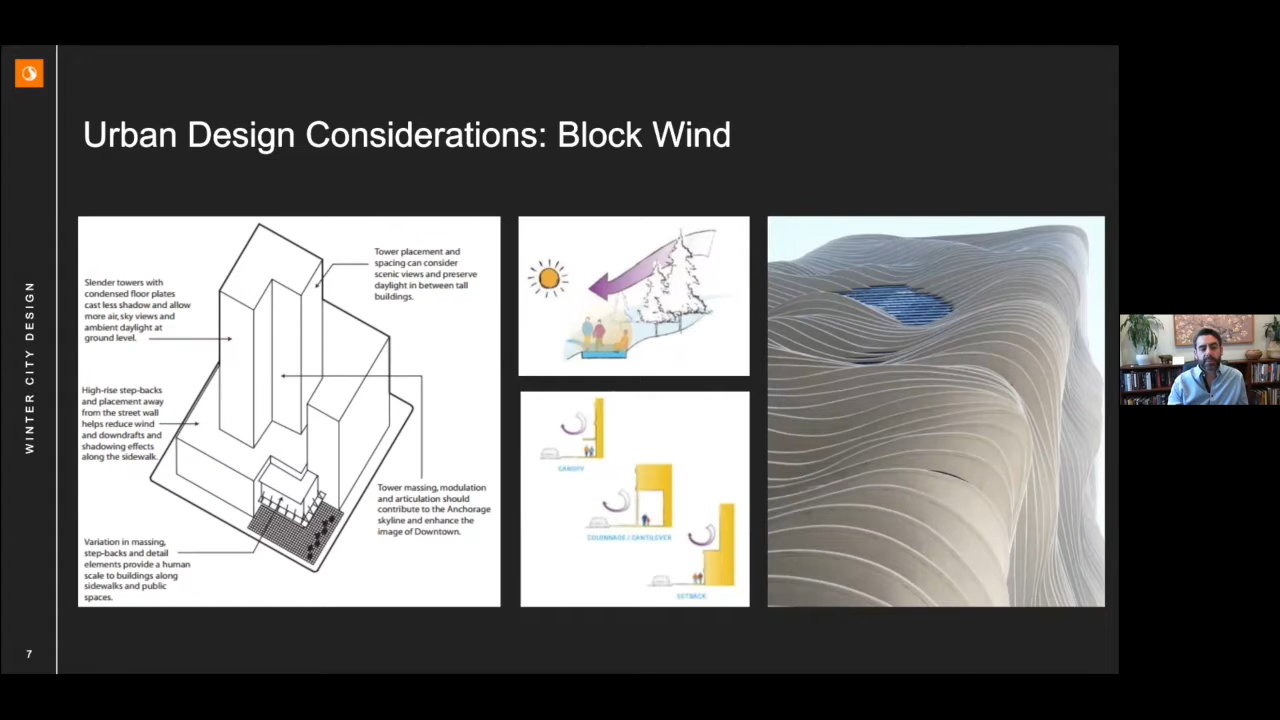 Urban Design Considerations: Block Wind
WINTER CITY DESIGN
Slender towers with
condensed floor plates
cast less shadow and allow
more air, sky views and
ambient daylight at
ground level.
Tower placement and
spacing can consider
scenic views and preserve
daylight in between tall
buildings.
High-rise step-backs
and placement away
from the street wall
helps reduce wind
and downdrafts and
shadowing effects
along the sidewalk.
Tower massing, modulation
and articulation should
contribute to the Anchorage
skyline and enhance the
image of Downtown.
Variation in massing,
step-backs and detail
elements provide a human
scale to buildings along
sidewalks and public
spaces.
CANOPY
COLONNADE / CANTILEVER
SETBACK
7